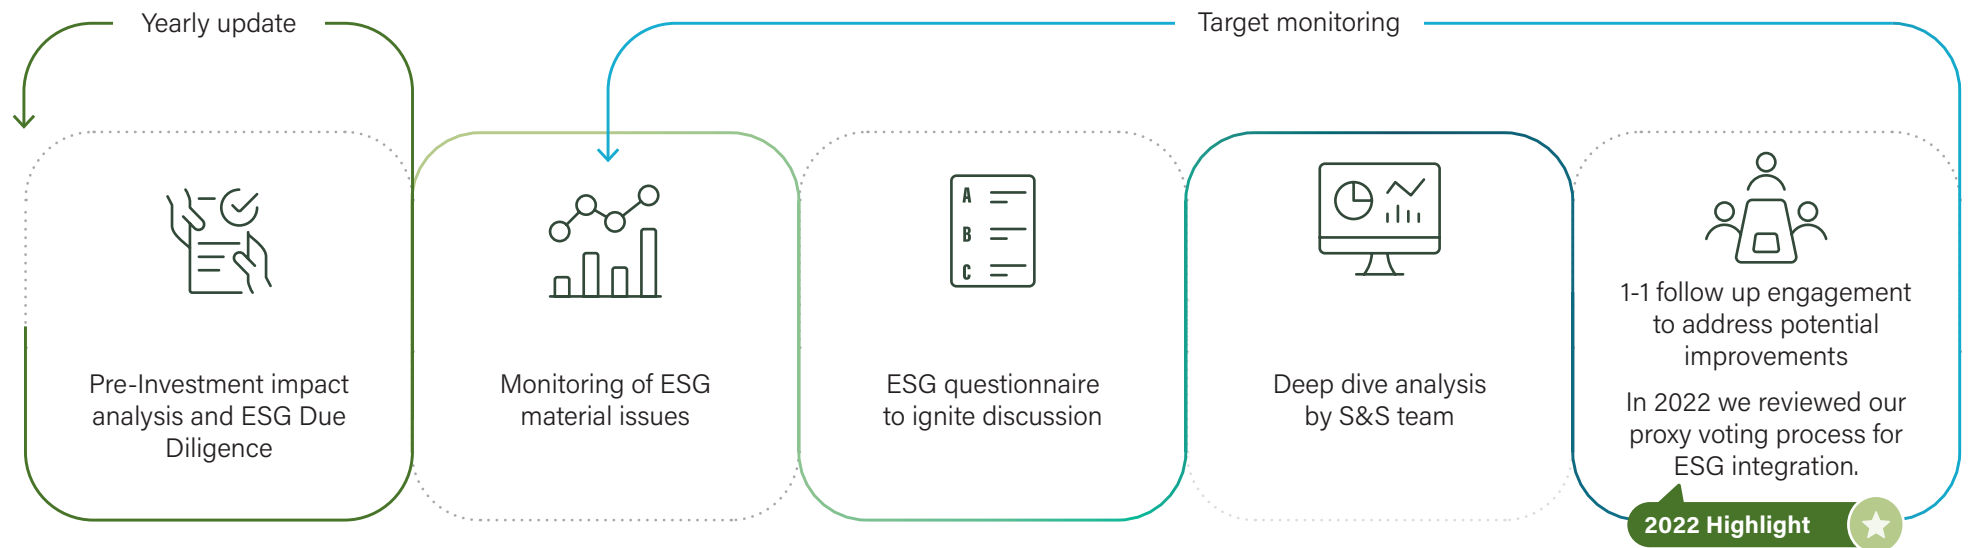 Yearly update
Target monitoring
Pre-Investment impact
analysis and ESG Due
Diligence
Monitoring of ESG
material issues
A
B
C
ESG questionnaire
to ignite discussion
Deep dive analysis
by S&S team
1-1 follow up engagement
to address potential
improvements
In 2022 we reviewed our
proxy voting process for
ESG integration.
2022 Highlight